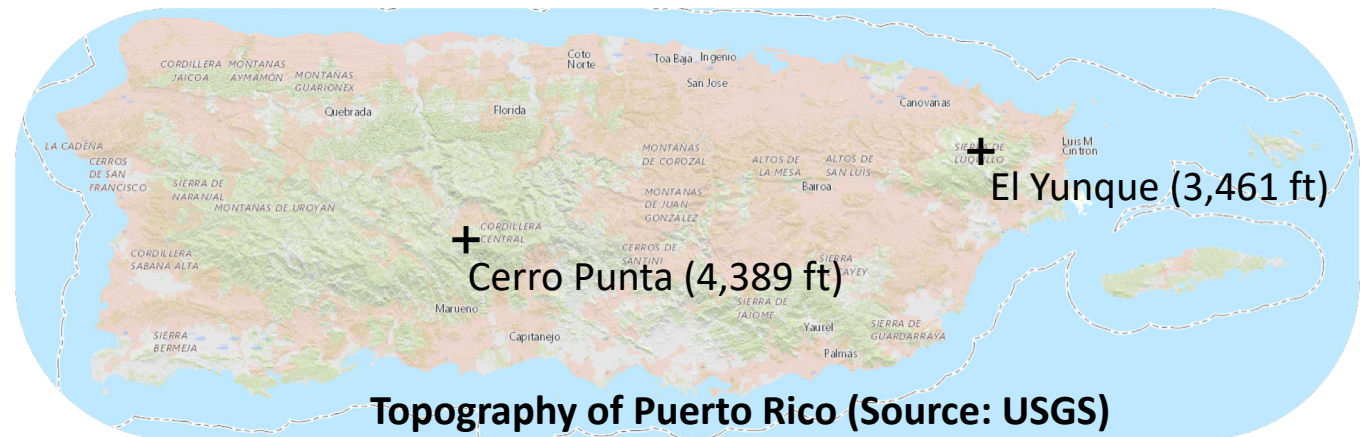 CORDILLERA
JAICOA
MONTANAS
AYMAMÓN
MONTAÑAS
GUARIONEX
Coto
Norte
Toa Baja
Ingenio
San Jose
Quebrada
Florida
Canovanas
LA CADENA
CERROS
DE SAN
FRANCISCO
SIERRA DE
NARANJAL
MONTAÑAS DE UROYAN
MONTAÑAS
DE COROZAL
ALTOS DE
LA MESA
ALTOS DE
SAN LUIS
Bairoa
SIERRA DE
LUQUILLO
Luis M
Cintron
El Yunque (3,461 ft)
MONTAÑAS
DE JUAN
GONZALEZ
CORDILLERA
CENTRAL
CORDILLERA
SABANA ALTA
CERROS DE
SANTINI
SIERRA
Cerro Punta (4,389 ft)
Marueno
SIERRA DE
JAJOME
Capitanejo
Yaurel
SIERRA DE
GUARDARRAYA
Palmas
SIERRA
BERMEJA
Topography of Puerto Rico (Source: USGS)